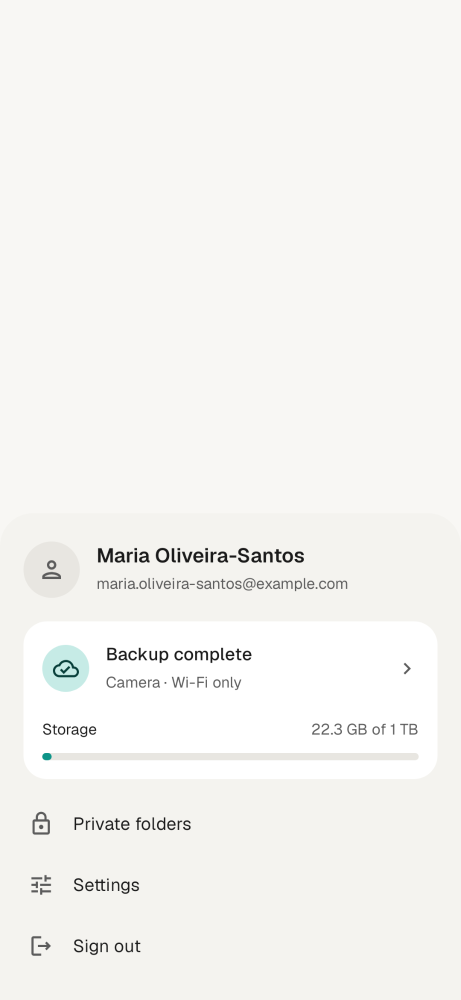 Maria Oliveira-Santos
maria.oliveira-santos@example.com
Backup complete
Camera · Wi-Fi only
Storage
22.3 GB of 1 TB
Private folders
Settings
Sign out